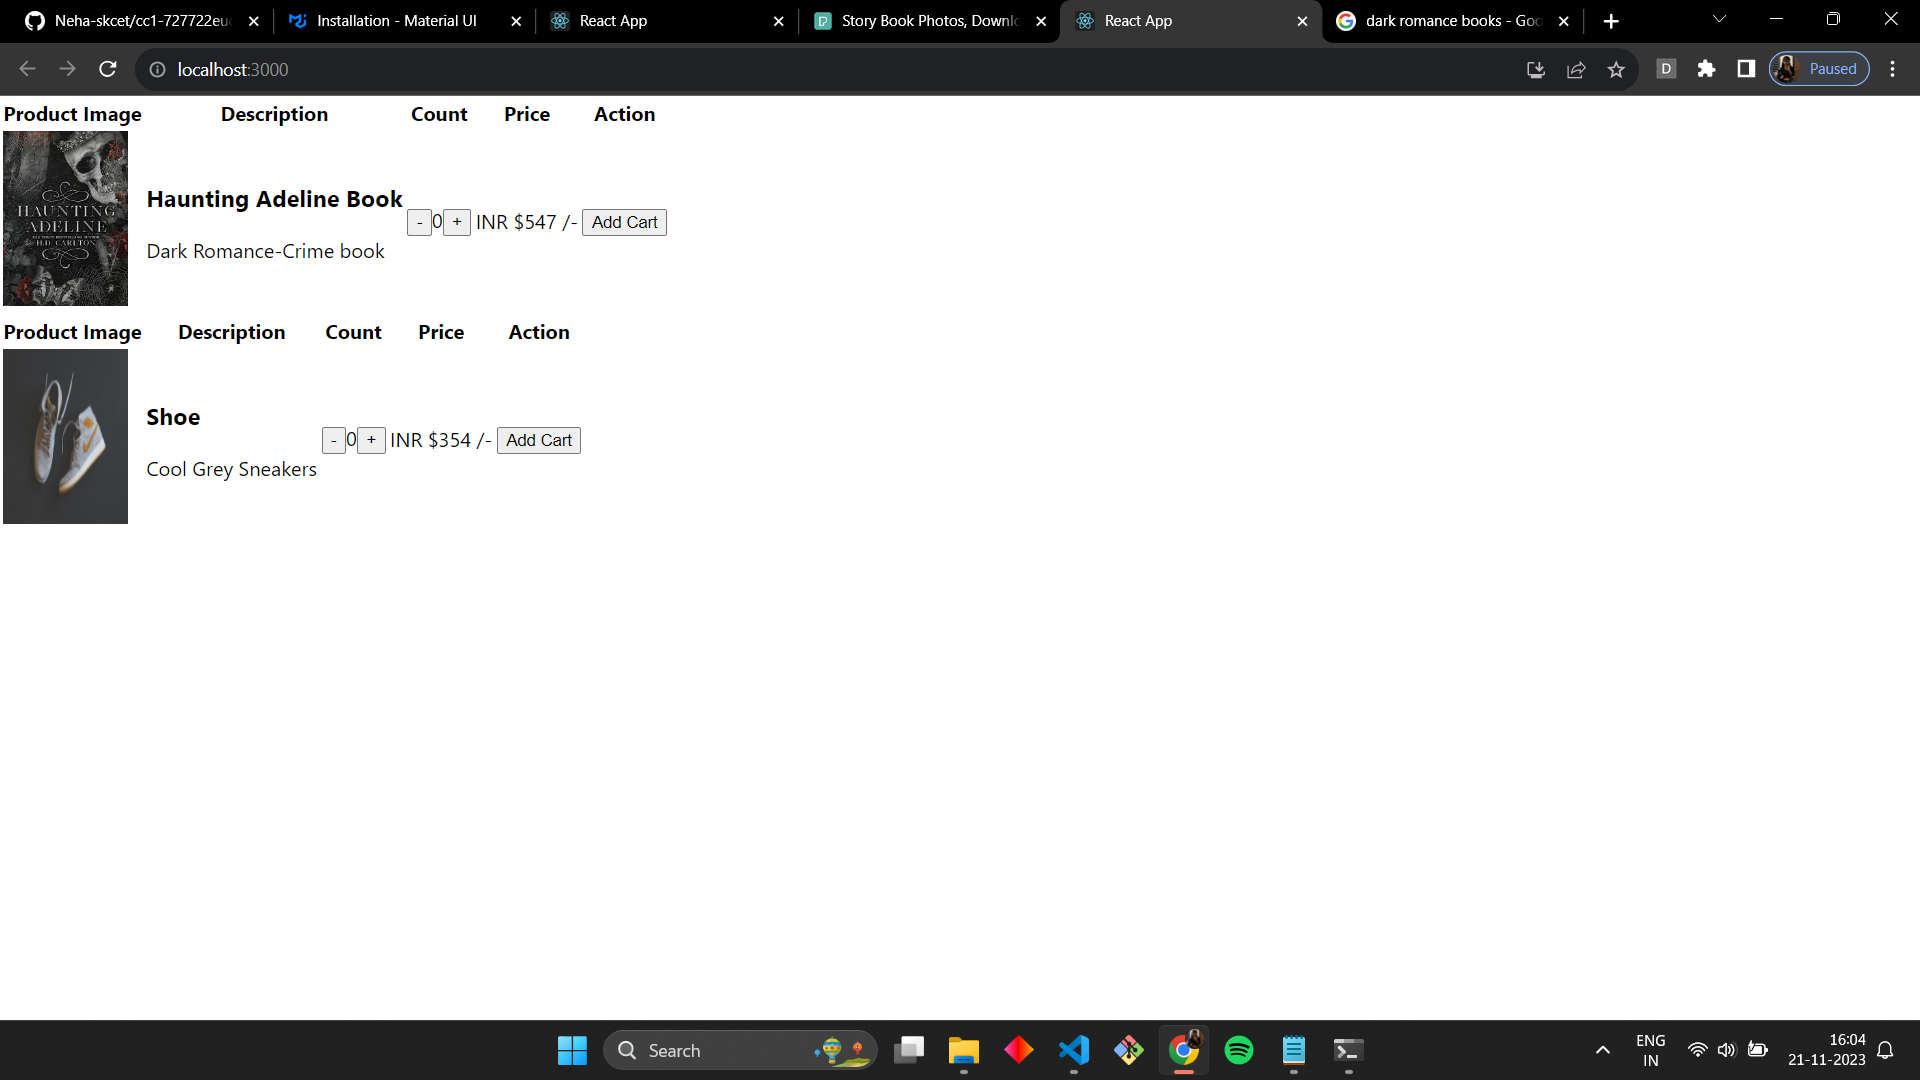 Neha-skcet/cc1-727722eu
Installation - Material UI
React App
Story Book Photos, Downlo
React App
dark romance books - Goo
localhost:3000
D
Paused
Product Image Description Count Price Action
HAUNTING
ADELINE
H.D. CARLTON
Haunting Adeline Book
Dark Romance-Crime book
- 0 + INR $547 /- Add Cart
Product Image Description Count Price Action
Shoe
Cool Grey Sneakers
- 0 + INR $354 /- Add Cart
Search
ENG
IN
16:04
21-11-2023